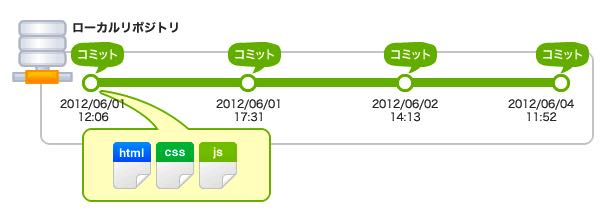 ローカルリポジトリ
コミット
コミット
コミット
コミット
2012/06/01
12:06
2012/06/01
17:31
2012/06/02
14:13
2012/06/04
11:52
html
css
js